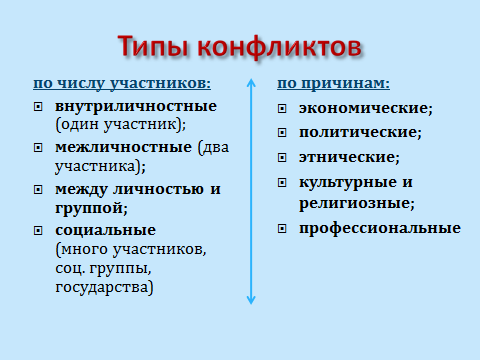 Типы конфликтов
по числу участников:
внутриличностные
(один участник);
межличностные (два
участника);
между личностью и
группой;
социальные
(много участников,
соц. группы,
государства)
по причинам:
экономические;
политические;
этнические;
культурные и
религиозные;
профессиональные